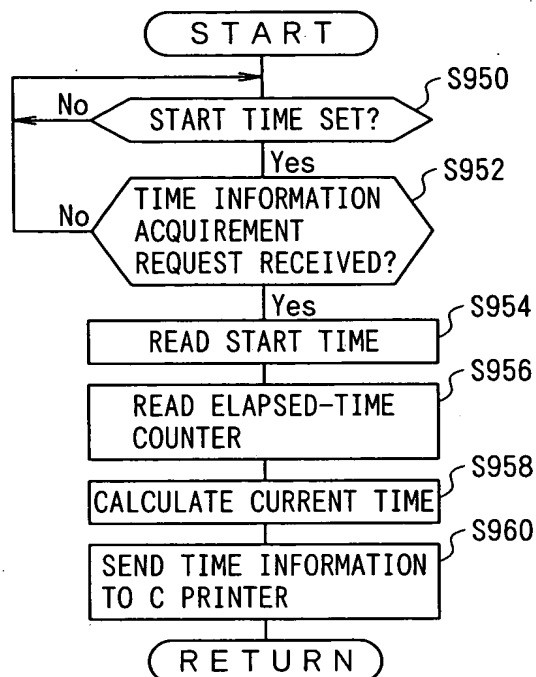 START
S950
No
START TIME SET?
Yes
S952
No
TIME INFORMATION
ACQUIREMENT
REQUEST RECEIVED?
Yes
S954
READ START TIME
S956
READ ELAPSED-TIME
COUNTER
S958
CALCULATE CURRENT TIME
S960
SEND TIME INFORMATION
TO C PRINTER
RETURN